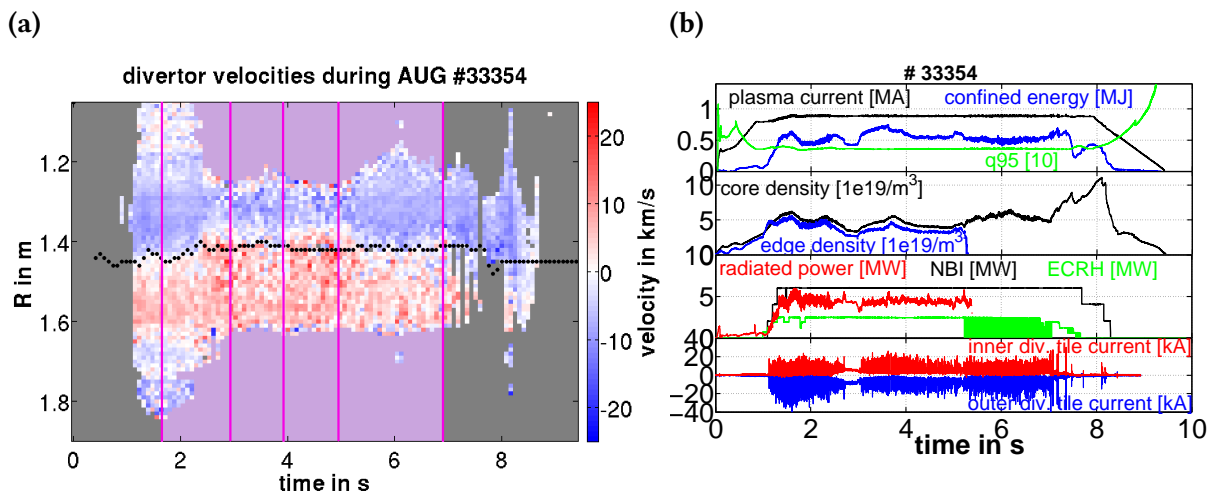 (a)
divertor velocities during AUG #33354
R in m
1.2
1.4
1.6
1.8
0 2 4 6 8
time in s
20
10
0
-10
-20
velocity in km/s
(b)
# 33354
plasma current [MA] confined energy [MJ]
1
0.5
0
q95 [10]
core density [1e19/m³]
10
5
0
edge density [1e19/m³]
radiated power [MW] NBI [MW] ECRH [MW]
5
0
40
inner div. tile current [kA]
20
0
−20
−40
outer div. tile current [kA]
0 2 4 6 8 10
time in s